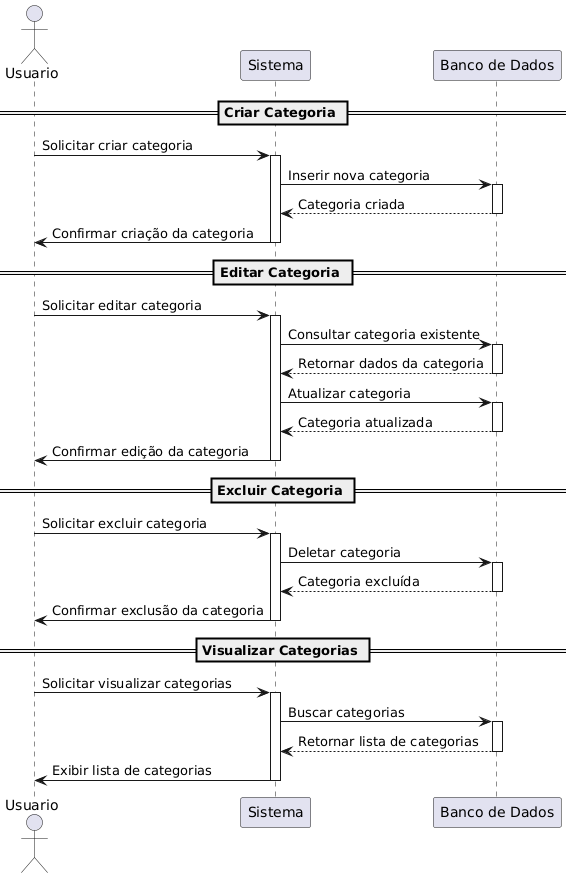 Usuario
Sistema
Banco de Dados
Criar Categoria
Solicitar criar categoria
Inserir nova categoria
Categoria criada
Confirmar criação da categoria
Editar Categoria
Solicitar editar categoria
Consultar categoria existente
Retornar dados da categoria
Atualizar categoria
Categoria atualizada
Confirmar edição da categoria
Excluir Categoria
Solicitar excluir categoria
Deletar categoria
Categoria excluída
Confirmar exclusão da categoria
Visualizar Categorias
Solicitar visualizar categorias
Buscar categorias
Retornar lista de categorias
Exibir lista de categorias
Usuario
Sistema
Banco de Dados